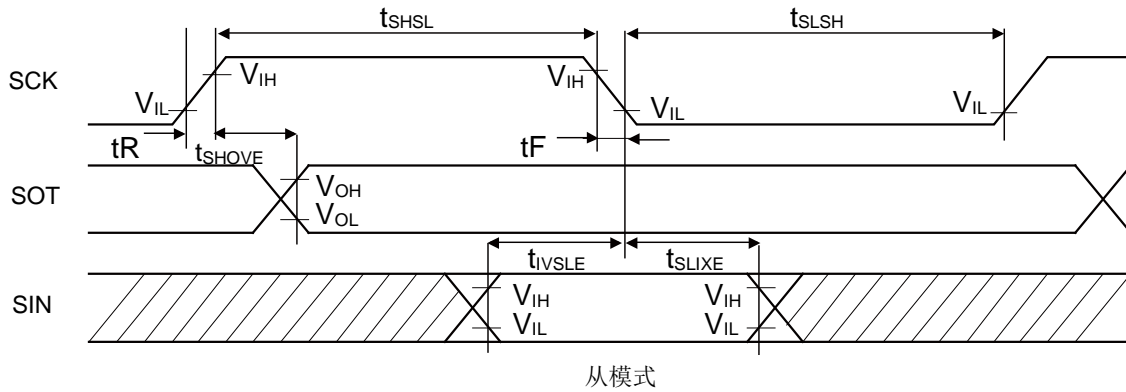 tSHSL tSLSH
SCK VIL VIH VIH VIL VIL
tR tSHOVE tF
SOT VOH VOL
tIVSLE tSLIXE
SIN VIH VIL VIH VIL
从模式